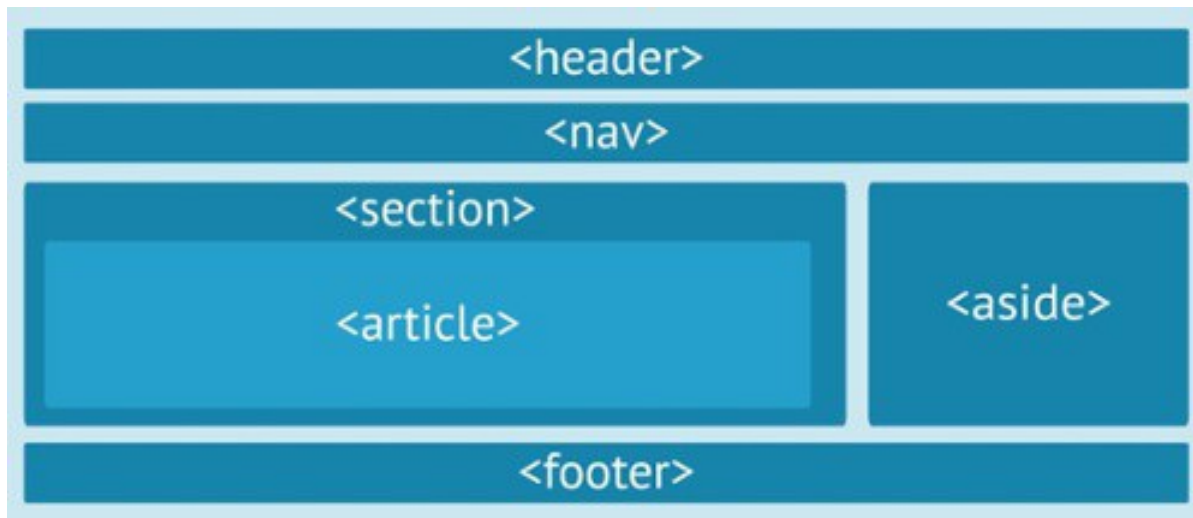 <header>
<nav>
<section>
<article>
<aside>
<footer>